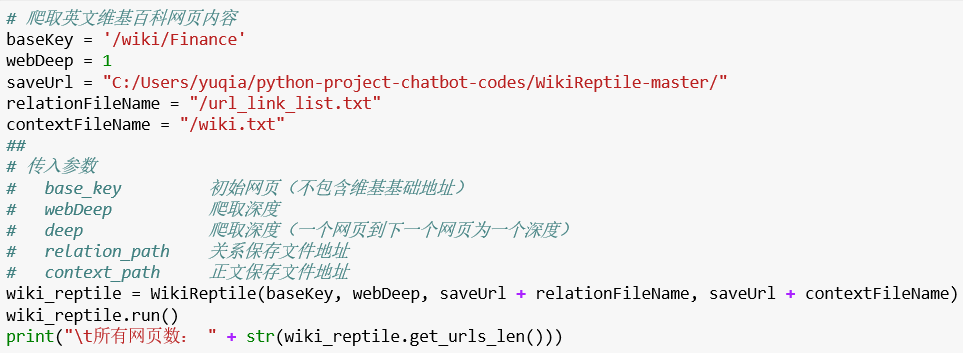 # 爬取英文维基百科网页内容
baseKey = '/wiki/Finance'
webDeep = 1
saveUrl = "C:/Users/yuqia/python-project-chatbot-codes/WikiReptile-master/"
relationFileName = "/url_link_list.txt"
contextFileName = "/wiki.txt"
##
# 传入参数
#   base_key        初始网页（不包含维基基础地址）
#   webDeep         爬取深度
#   deep            爬取深度（一个网页到下一个网页为一个深度）
#   relation_path   关系保存文件地址
#   context_path    正文保存文件地址
wiki_reptile = WikiReptile(baseKey, webDeep, saveUrl + relationFileName, saveUrl + contextFileName)
wiki_reptile.run()
print("\t所有网页数： " + str(wiki_reptile.get_urls_len()))